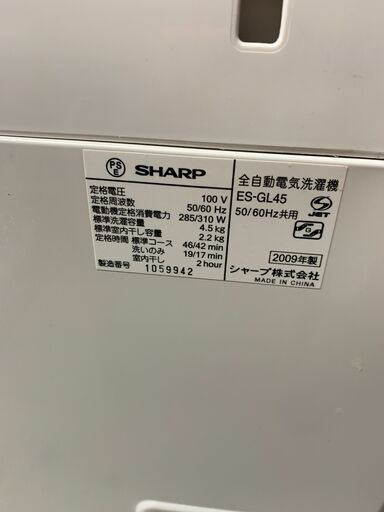 PS E SHARP
定格電圧 100 V
定格周波数 50/60 Hz
電動機定格消費電力 285/310 W
標準洗濯容量 4.5 kg
標準室内干し容量 2.2 kg
定格時間 標準コース 46/42 min
洗いのみ 19/17 min
室内干し 2 hour
製造番号 1059942
全自動電気洗濯機
ES-GL45
50/60Hz共用
JET
G
シャープ株式会社
2009年製
MADE IN CHINA